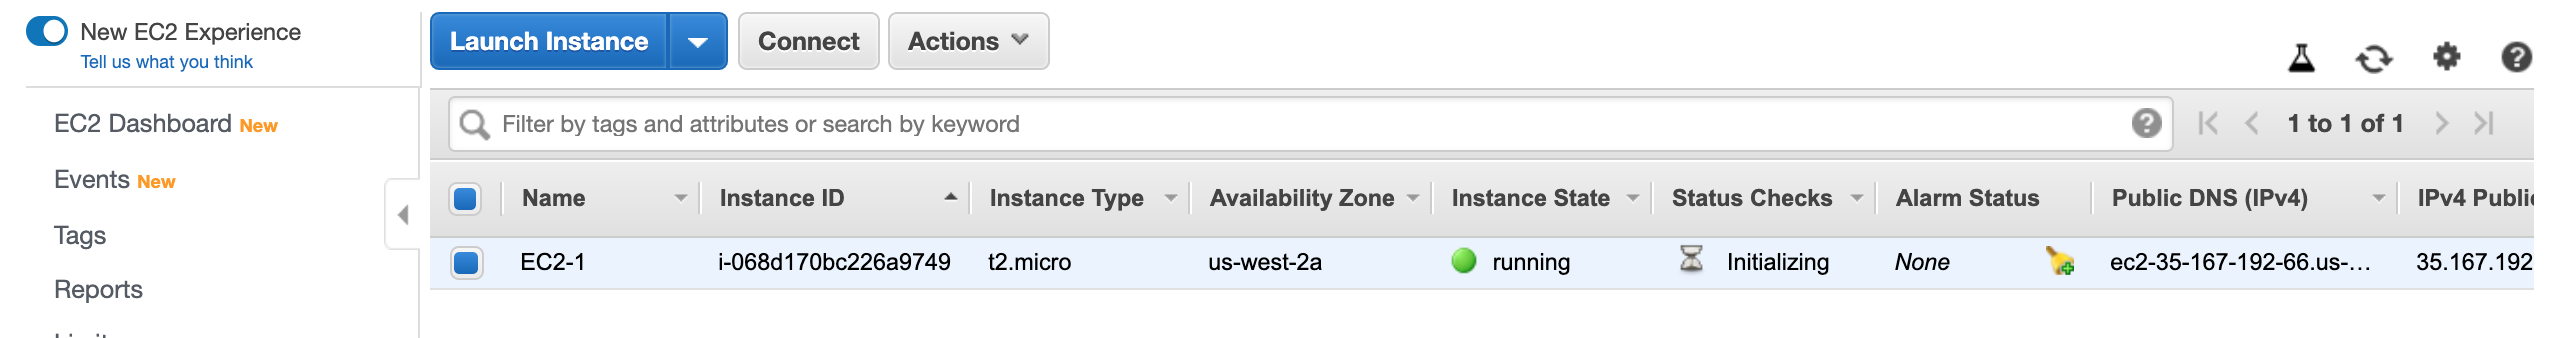 New EC2 Experience
Tell us what you think
EC2 Dashboard New
Events New
Tags
Reports
Launch Instance Connect Actions
Filter by tags and attributes or search by keyword 1 to 1 of 1
Name Instance ID Instance Type Availability Zone Instance State Status Checks Alarm Status Public DNS (IPv4) IPv4 Public
EC2-1 i-068d170bc226a9749 t2.micro us-west-2a running Initializing None ec2-35-167-192-66.us-... 35.167.192